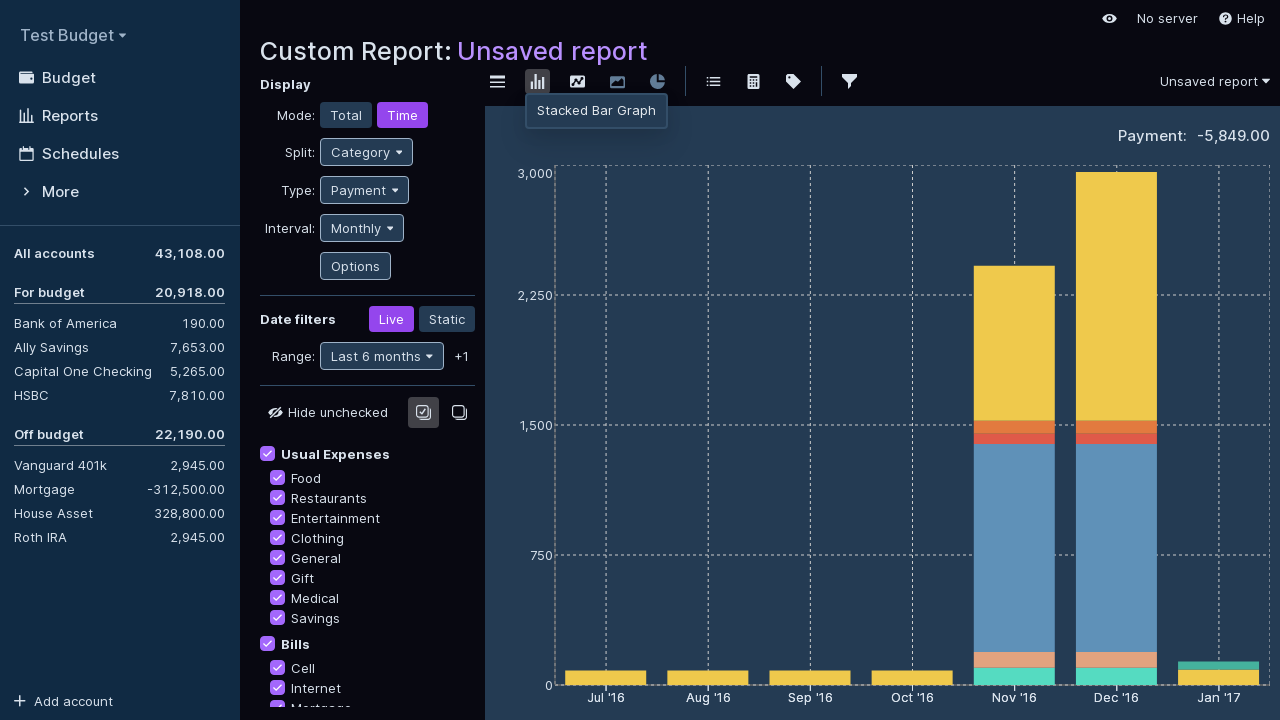 Test Budget
Budget
Reports
Schedules
More
All accounts 43,108.00
For budget 20,918.00
Bank of America 190.00
Ally Savings 7,653.00
Capital One Checking 5,265.00
HSBC 7,810.00
Off budget 22,190.00
Vanguard 401k 2,945.00
Mortgage -312,500.00
House Asset 328,800.00
Roth IRA 2,945.00
Add account
No server Help
Custom Report: Unsaved report
Display
Mode: Total Time
Split: Category
Type: Payment
Interval: Monthly
Options
Date filters Live Static
Range: Last 6 months +1
Hide unchecked
Usual Expenses
Food
Restaurants
Entertainment
Clothing
General
Gift
Medical
Savings
Bills
Cell
Internet
Mortgage
Unsaved report
Stacked Bar Graph
Payment: -5,849.00
3,000
2,250
1,500
750
0
Jul '16 Aug '16 Sep '16 Oct '16 Nov '16 Dec '16 Jan '17